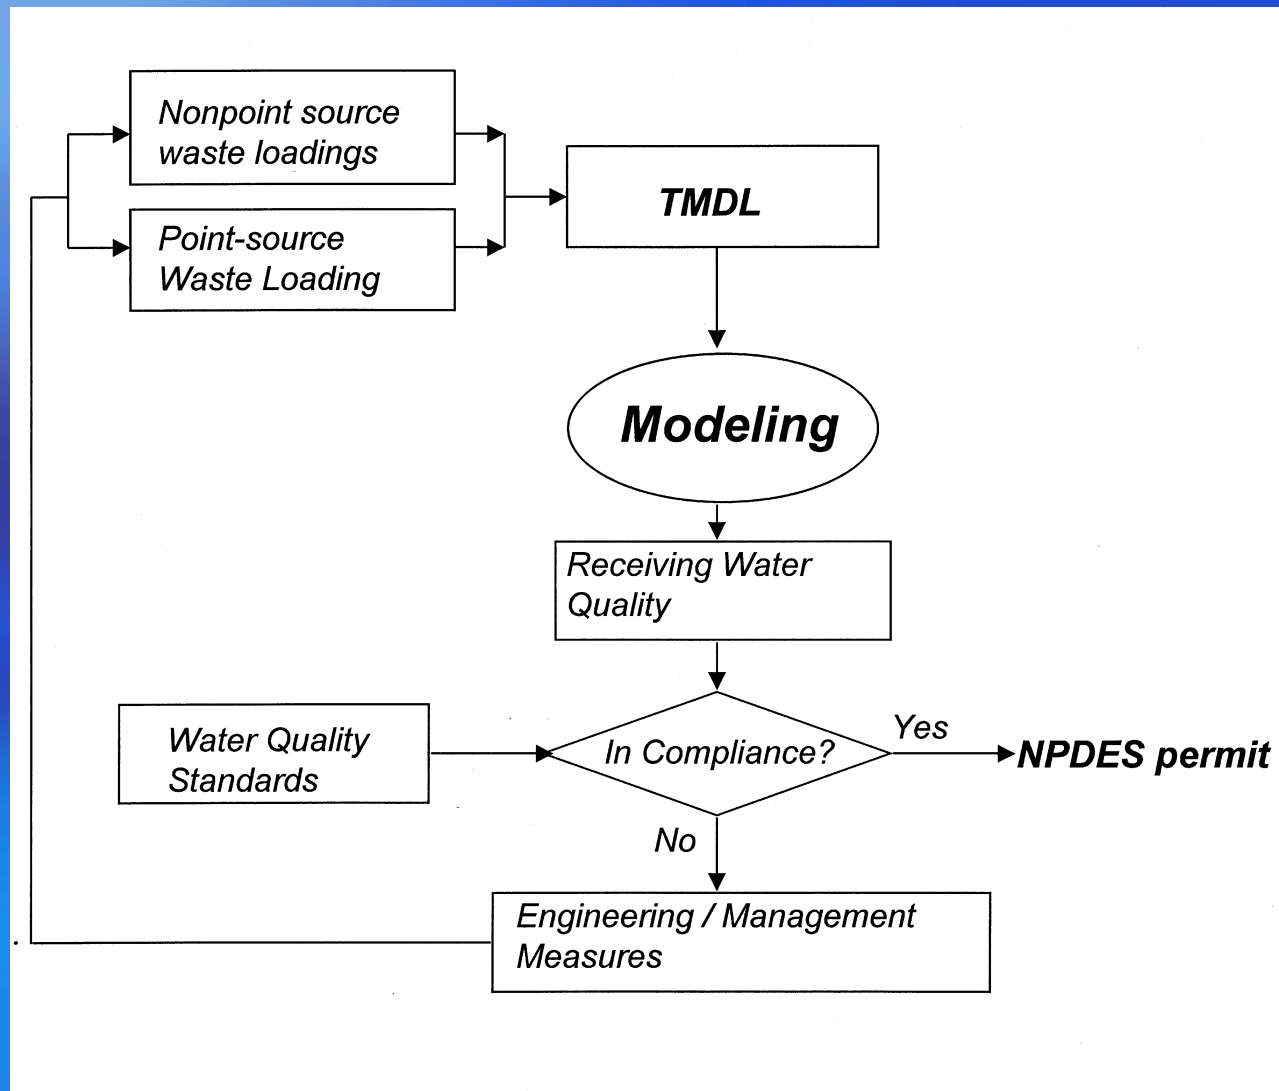 Nonpoint source
waste loadings
Point-source
Waste Loading
TMDL
Modeling
Receiving Water
Quality
Water Quality
Standards
In Compliance?
Yes
NPDES permit
No
Engineering / Management
Measures